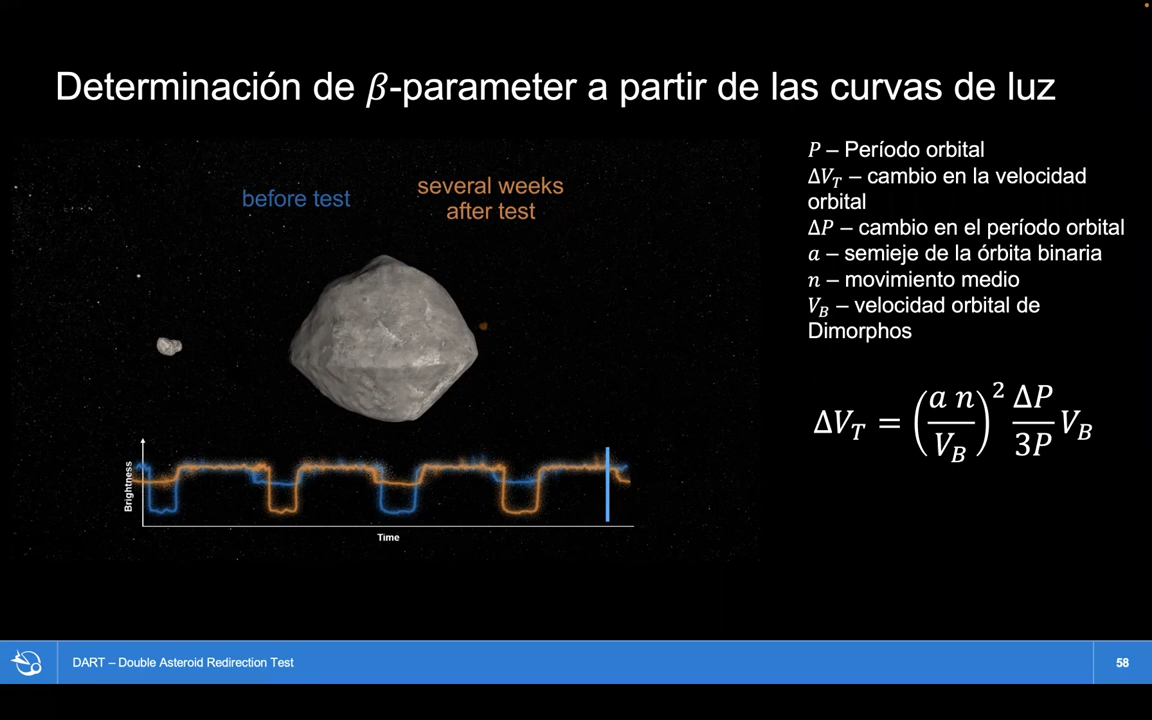 Determinación de 𝛽-parameter a partir de las curvas de luz
before test
several weeks
after test
Brightness
Time
P – Período orbital
ΔV_T – cambio en la velocidad
orbital
ΔP – cambio en el período orbital
a – semieje de la órbita binaria
n – movimiento medio
V_B – velocidad orbital de
Dimorphos
ΔV_T = (a n / V_B)² ΔP / 3P V_B
DART – Double Asteroid Redirection Test
58